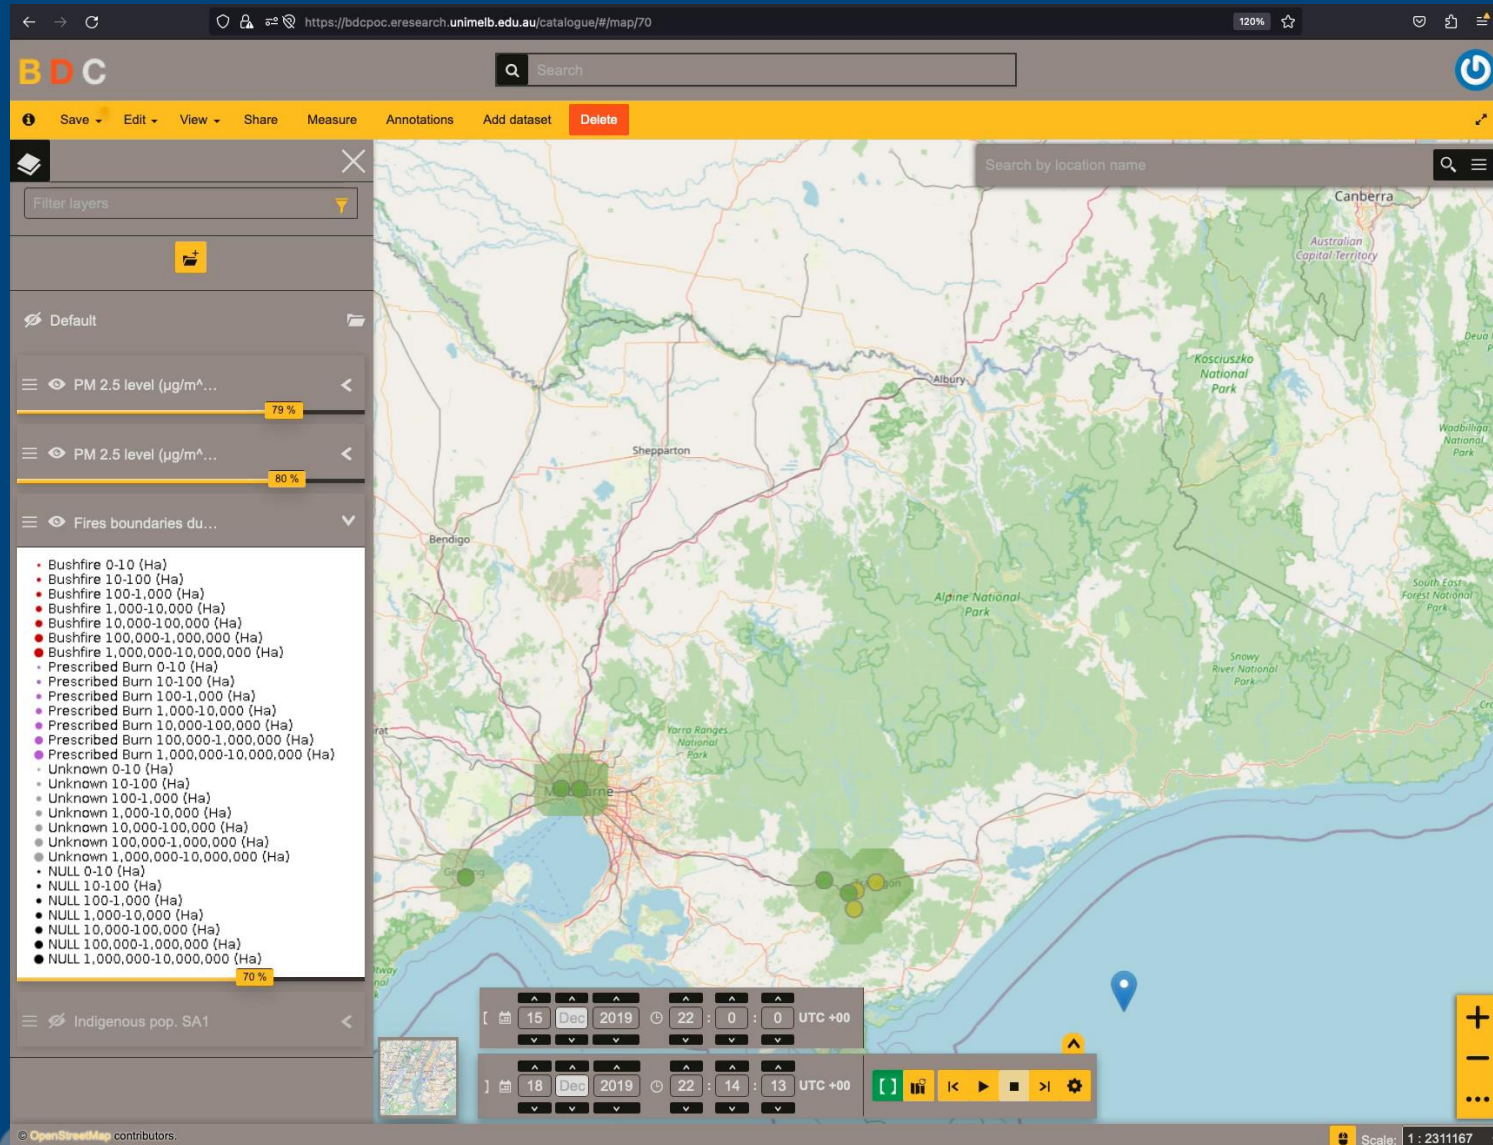 https://bdcpoc.eresearch.unimelb.edu.au/catalogue/#/map/70
120%
BDC
Search
Save
Edit
View
Share
Measure
Annotations
Add dataset
Delete
Filter layers
Search by location name
Default
PM 2.5 level (µg/m^...
79 %
PM 2.5 level (µg/m^...
80 %
Fires boundaries du...
Bushfire 0-10 (Ha)
Bushfire 10-100 (Ha)
Bushfire 100-1,000 (Ha)
Bushfire 1,000-10,000 (Ha)
Bushfire 10,000-100,000 (Ha)
Bushfire 100,000-1,000,000 (Ha)
Bushfire 1,000,000-10,000,000 (Ha)
Prescribed Burn 0-10 (Ha)
Prescribed Burn 10-100 (Ha)
Prescribed Burn 100-1,000 (Ha)
Prescribed Burn 1,000-10,000 (Ha)
Prescribed Burn 10,000-100,000 (Ha)
Prescribed Burn 100,000-1,000,000 (Ha)
Prescribed Burn 1,000,000-10,000,000 (Ha)
Unknown 0-10 (Ha)
Unknown 10-100 (Ha)
Unknown 100-1,000 (Ha)
Unknown 1,000-10,000 (Ha)
Unknown 10,000-100,000 (Ha)
Unknown 100,000-1,000,000 (Ha)
Unknown 1,000,000-10,000,000 (Ha)
NULL 0-10 (Ha)
NULL 10-100 (Ha)
NULL 100-1,000 (Ha)
NULL 1,000-10,000 (Ha)
NULL 10,000-100,000 (Ha)
NULL 100,000-1,000,000 (Ha)
NULL 1,000,000-10,000,000 (Ha)
70 %
Indigenous pop. SA1
Canberra
Australian
Capital Territory
Kosciuszko
National
Park
Albury
Wadbilliga
National
Park
Shepparton
Bendigo
South East
Forest National
Park
Alpine National
Park
Snowy
River National
Park
Yarra Ranges
National
Park
[ 15 Dec 2019 22 : 0 : 0 UTC +00
] 18 Dec 2019 22 : 14 : 13 UTC +00
© OpenStreetMap contributors.
Scale: 1 : 2311167